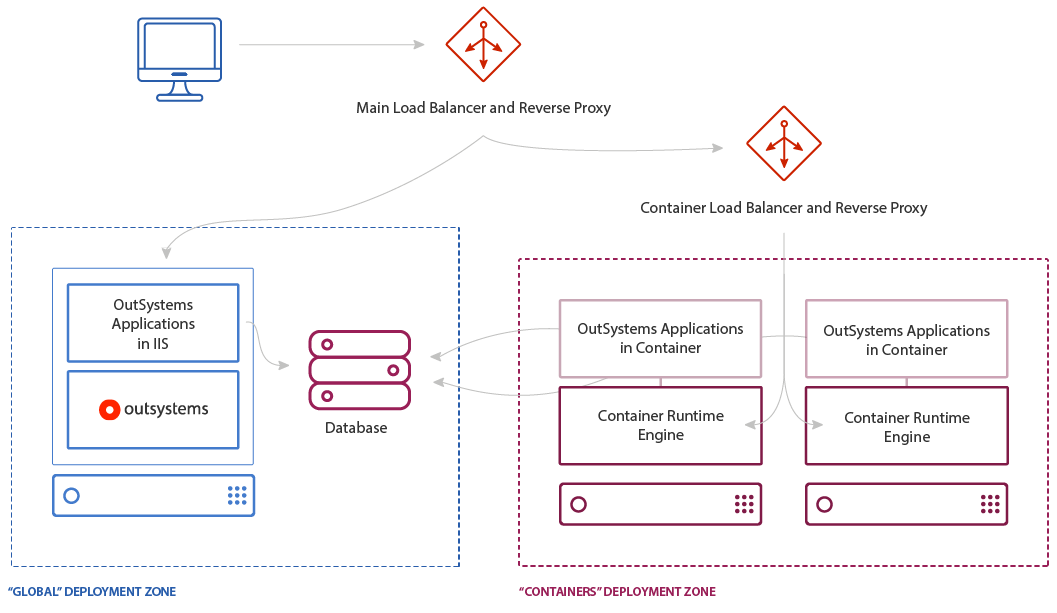 Main Load Balancer and Reverse Proxy
Container Load Balancer and Reverse Proxy
OutSystems
Applications
in IIS
outsystems
Database
OutSystems Applications
in Container
Container Runtime
Engine
OutSystems Applications
in Container
Container Runtime
Engine
“GLOBAL” DEPLOYMENT ZONE
“CONTAINERS” DEPLOYMENT ZONE